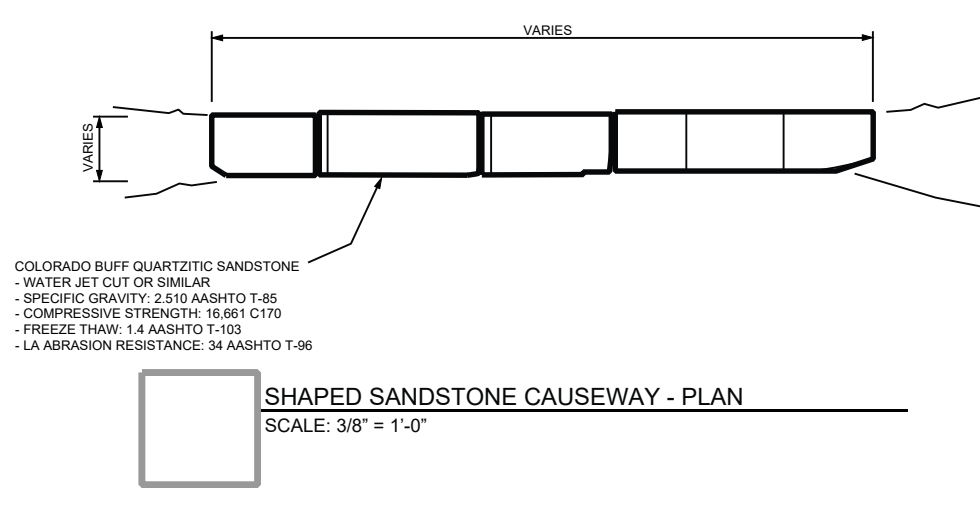 VARIES
VARIES
COLORADO BUFF QUARTZITIC SANDSTONE
- WATER JET CUT OR SIMILAR
- SPECIFIC GRAVITY: 2.510 AASHTO T-85
- COMPRESSIVE STRENGTH: 16,661 C170
- FREEZE THAW: 1.4 AASHTO T-103
- LA ABRASION RESISTANCE: 34 AASHTO T-96
SHAPED SANDSTONE CAUSEWAY - PLAN
SCALE: 3/8” = 1’-0”